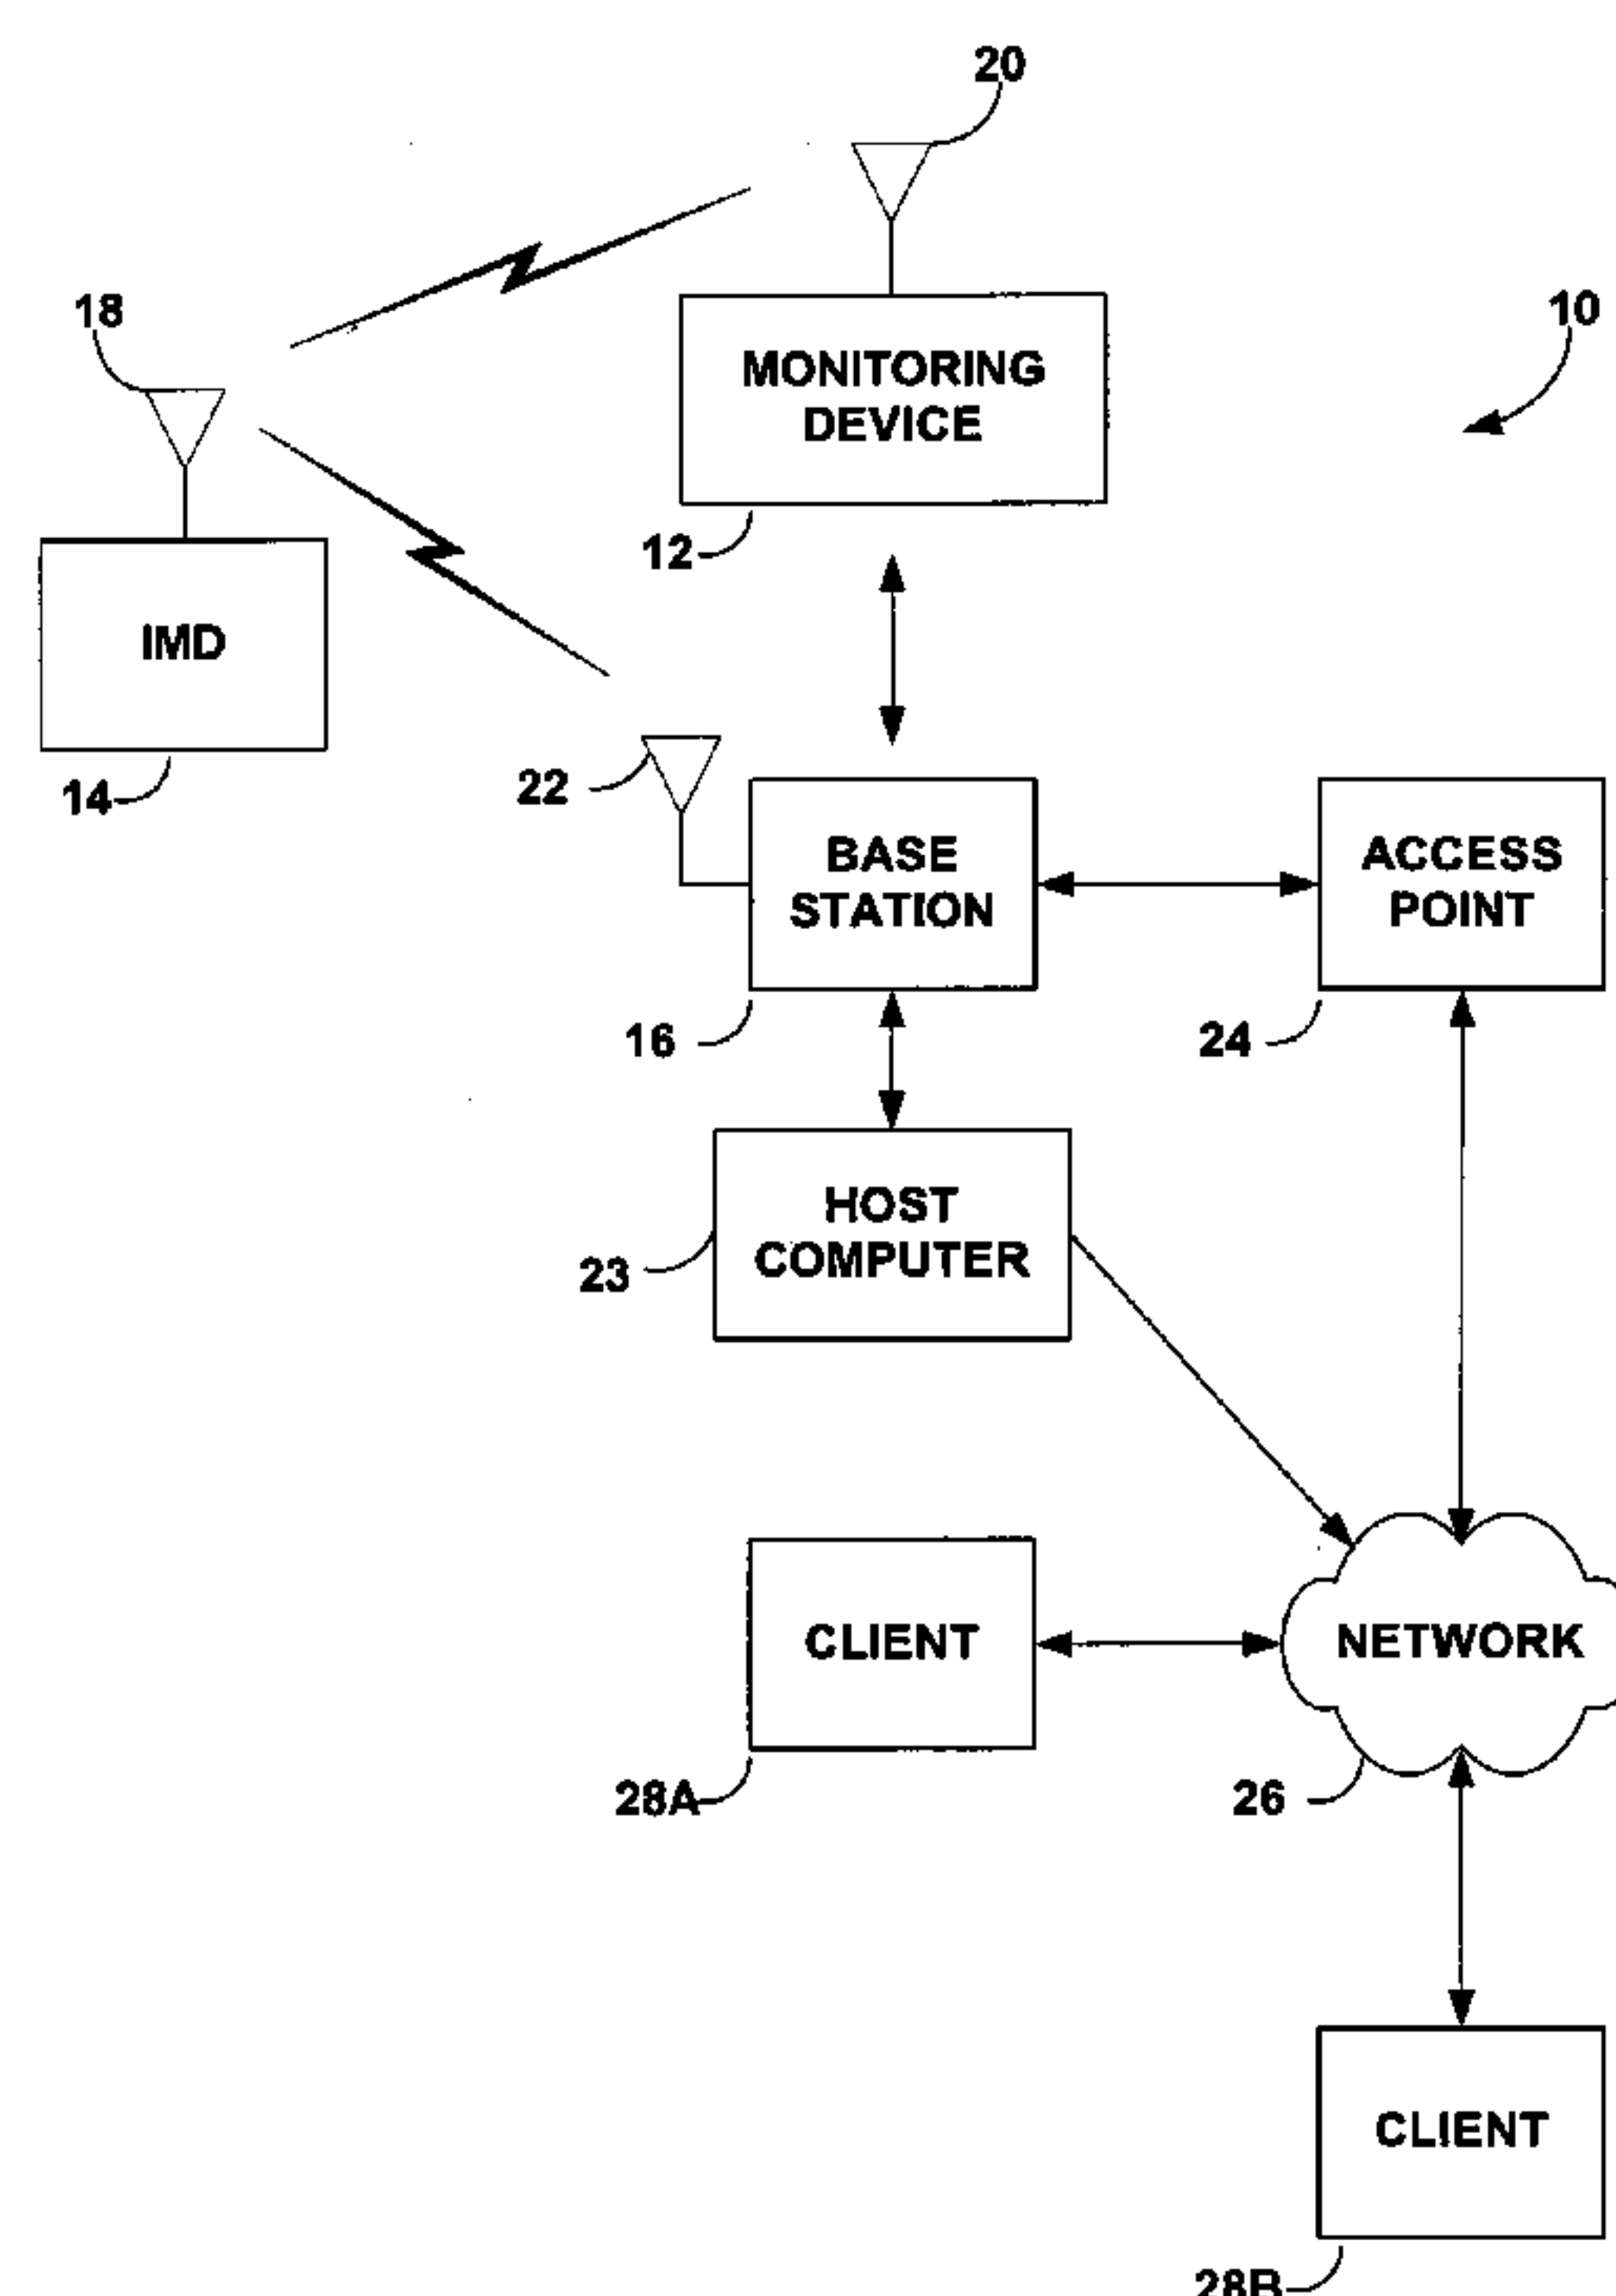 20
18
10
MONITORING
DEVICE
12
IMD
14
22
BASE
STATION
ACCESS
POINT
16
24
HOST
COMPUTER
23
CLIENT
NETWORK
28A
26
CLIENT
28B